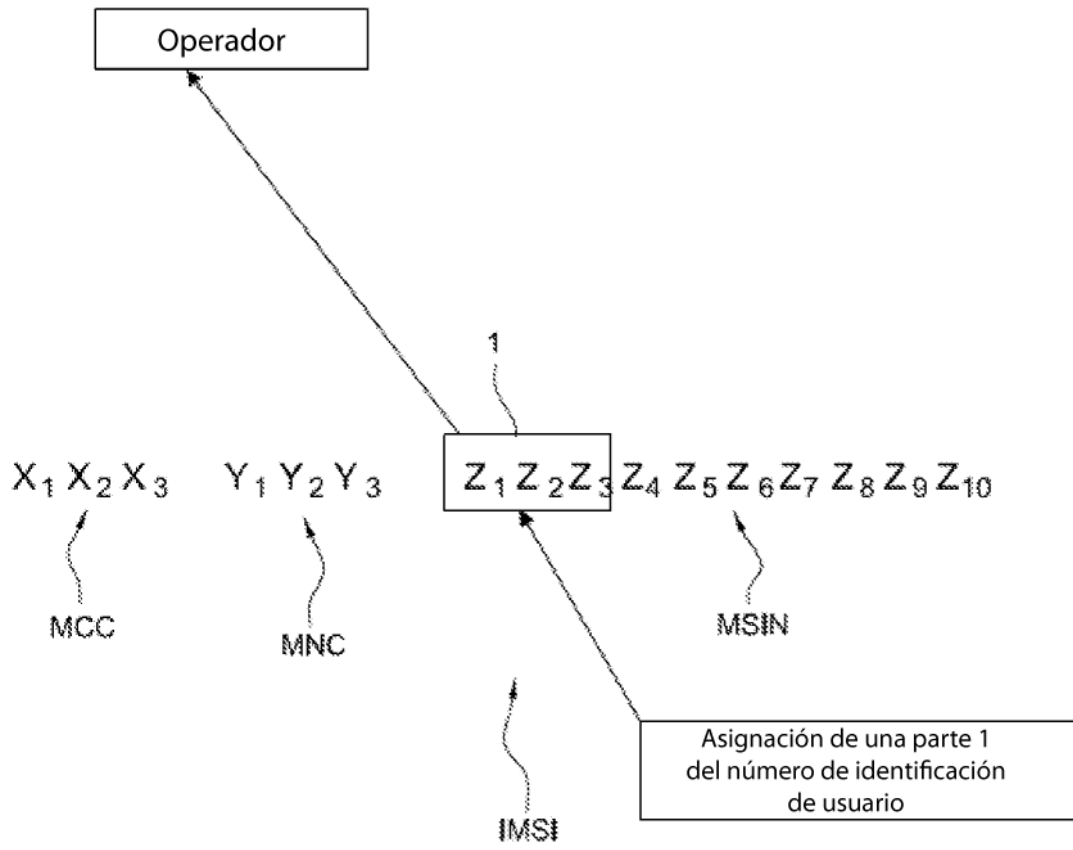 Operador
1
X₁ X₂ X₃ Y₁ Y₂ Y₃ Z₁ Z₂ Z₃ Z₄ Z₅ Z₆ Z₇ Z₈ Z₉ Z₁₀
MCC
MNC
MSIN
IMSI
Asignación de una parte 1
del número de identificación
de usuario